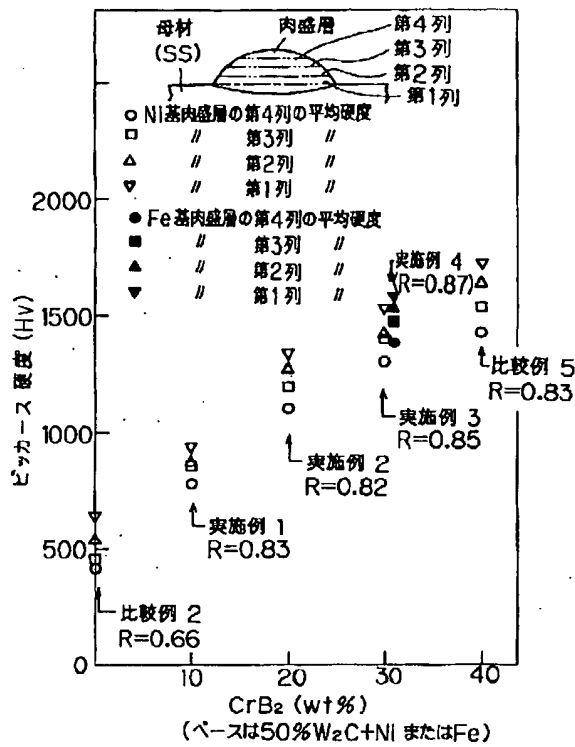 母材
(SS)
肉盛層
第4列
第3列
第2列
第1列
○ Ni基肉盛層の第4列の平均硬度
□ 〃 第3列 〃
△ 〃 第2列 〃
▽ 〃 第1列 〃
● Fe基肉盛層の第4列の平均硬度
■ 〃 第3列 〃
▲ 〃 第2列 〃
▼ 〃 第1列 〃
ビッカース硬度 (Hv)
2000
1500
1000
500
0
実施例 4
(R=0.87)
比較例 5
R=0.83
実施例 3
R=0.85
実施例 2
R=0.82
実施例 1
R=0.83
比較例 2
R=0.66
10
20
30
40
CrB₂ (wt%)
(ベースは50%W₂C+Ni またはFe)